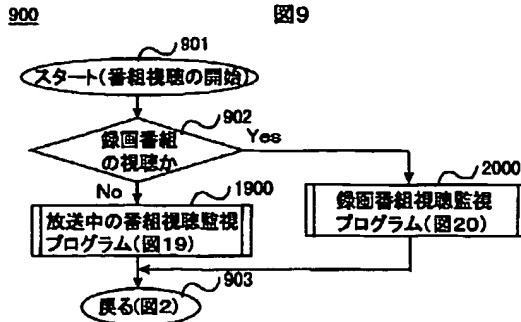 900
図9
901
スタート(番組視聴の開始)
902
録画番組
の視聴か
Yes
No
1900
放送中の番組視聴監視
プログラム(図19)
2000
録画番組視聴監視
プログラム(図20)
903
戻る(図2)